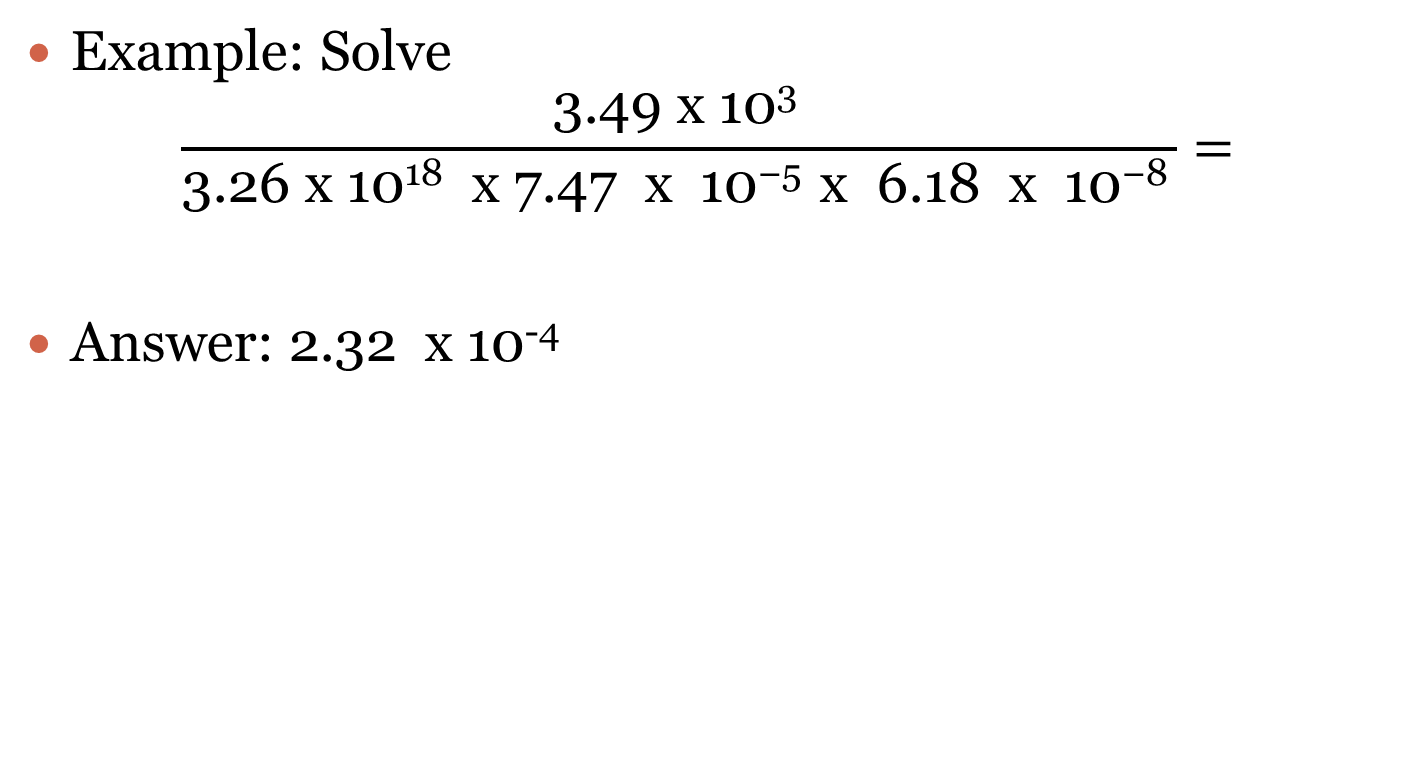 • Example: Solve
3.49 x 10³
3.26 x 10¹⁸ x 7.47 x 10⁻⁵ x 6.18 x 10⁻⁸ =
• Answer: 2.32 x 10⁻⁴